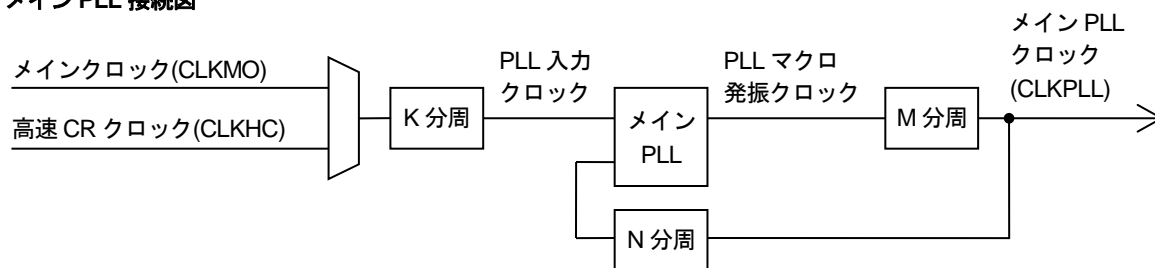 メイン PLL 接続図
メインクロック(CLKMO)
高速 CR クロック(CLKHC)
K 分周
PLL 入力
クロック
メイン
PLL
PLL マクロ
発振クロック
M 分周
メイン PLL
クロック
(CLKPLL)
N 分周